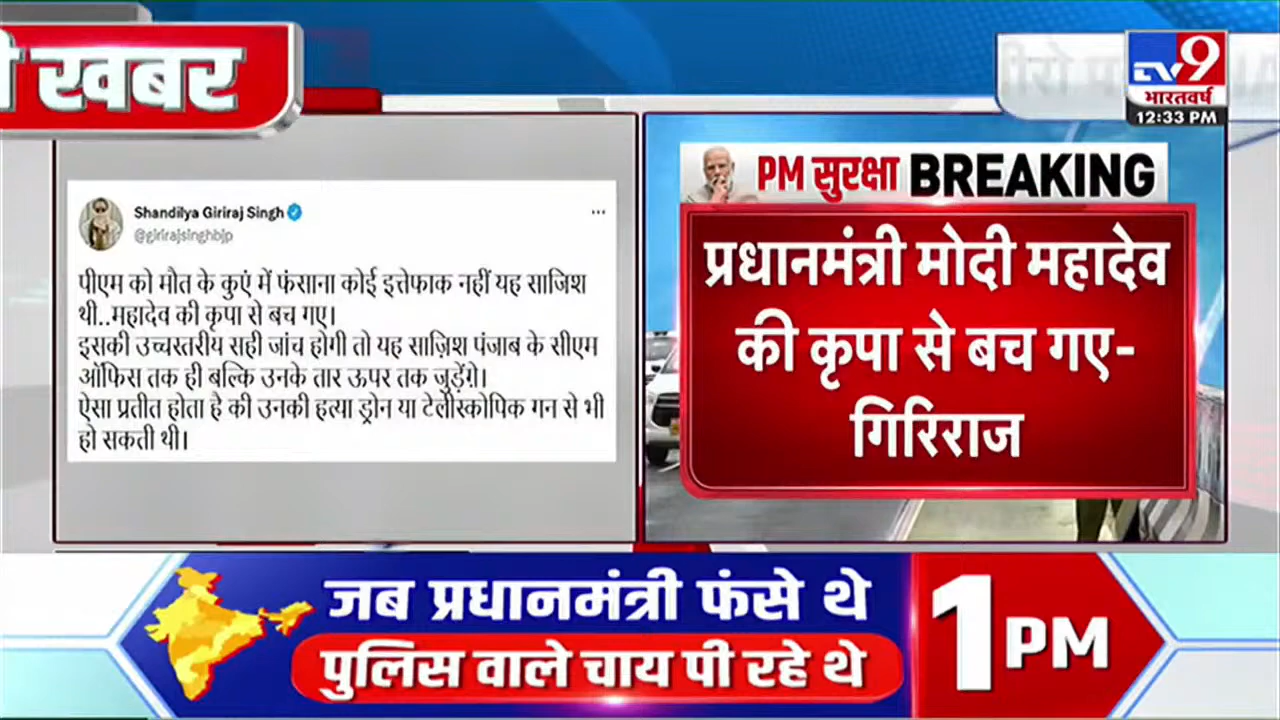 खबर
TV9
भारतवर्ष
12:33 PM
Shandilya Giriraj Singh
@girirajsinghbjp
पीएम को मौत के कुएं में फंसाना कोई इत्तेफाक नहीं यह साजिश
थी..महादेव की कृपा से बच गए।
इसकी उच्चस्तरीय सही जांच होगी तो यह साज़िश पंजाब के सीएम
ऑफिस तक ही बल्कि उनके तार ऊपर तक जुड़ेंगे।
ऐसा प्रतीत होता है की उनकी हत्या ड्रोन या टेलीस्कोपिक गन से भी
हो सकती थी।
PM सुरक्षा BREAKING
प्रधानमंत्री मोदी महादेव
की कृपा से बच गए-
गिरिराज
जब प्रधानमंत्री फंसे थे
पुलिस वाले चाय पी रहे थे
1 PM